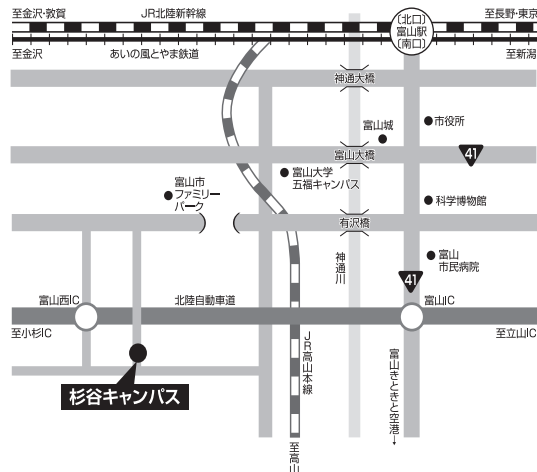 至金沢・敦賀
JR北陸新幹線
至長野・東京
〔北口〕
富山駅
〔南口〕
至金沢
あいの風とやま鉄道
至新潟
神通大橋
市役所
富山城
富山大橋
41
富山大学
五福キャンパス
富山市
ファミリー
パーク
科学博物館
有沢橋
神通川
富山
市民病院
41
富山西IC
北陸自動車道
富山IC
至小杉IC
至立山IC
JR高山本線
富山きときと空港→
杉谷キャンパス
至高山